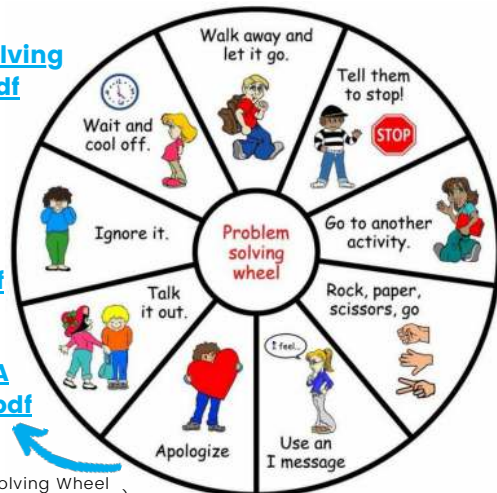 Walk away and
let it go.
Tell them
to stop!
STOP
Go to another
activity.
Rock, paper,
scissors, go
I feel...
Use an
I message
Apologize
Talk
it out.
Ignore it.
Wait and
cool off.
Problem
solving
wheel
lving
df
f
A
pdf
olving Wheel